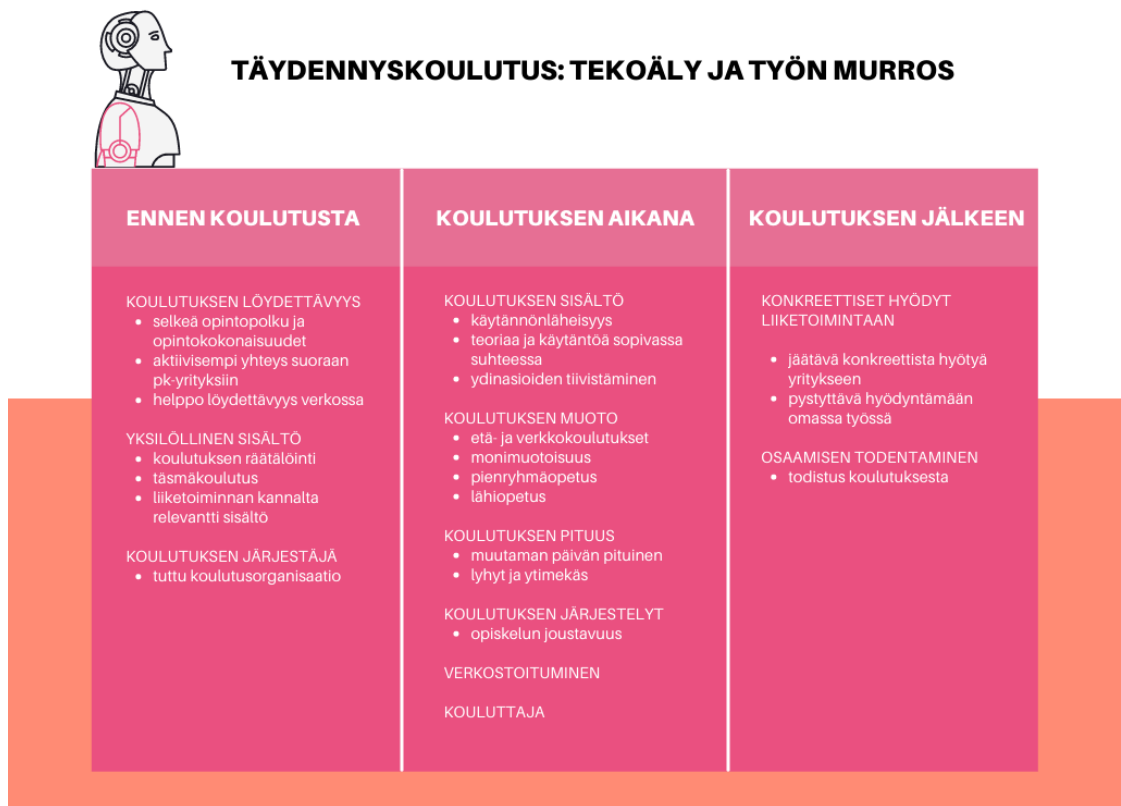 TÄYDENNYSKOULUTUS: TEKOÄLY JA TYÖN MURROS
ENNEN KOULUTUSTA
KOULUTUKSEN LÖYDETTÄVYYS
• selkeä opintopolku ja
opintokokonaisuudet
• aktiivisempi yhteys suoraan
pk-yrityksiin
• helppo löydettävyys verkossa
YKSILÖLLINEN SISÄLTÖ
• koulutuksen räätälöinti
• täsmäkoulutus
• liiketoiminnan kannalta
relevantti sisältö
KOULUTUKSEN JÄRJESTÄJÄ
• tuttu koulutusorganisaatio
KOULUTUKSEN AIKANA
KOULUTUKSEN SISÄLTÖ
• käytännönläheisyys
• teoriaa ja käytäntöä sopivassa
suhteessa
• ydinasioiden tiivistäminen
KOULUTUKSEN MUOTO
• etä- ja verkkokoulutukset
• monimuotoisuus
• pienryhmäopetus
• lähiopetus
KOULUTUKSEN PITUUS
• muutaman päivän pituinen
• lyhyt ja ytimekäs
KOULUTUKSEN JÄRJESTELYT
• opiskelun joustavuus
VERKOSTOITUMINEN
KOULUTTAJA
KOULUTUKSEN JÄLKEEN
KONKREETTISET HYÖDYT
LIIKETOIMINTAAN
• jäätävä konkreettista hyötyä
yritykseen
• pystyttävä hyödyntämään
omassa työssä
OSAAMISEN TODENTAMINEN
• todistus koulutuksesta